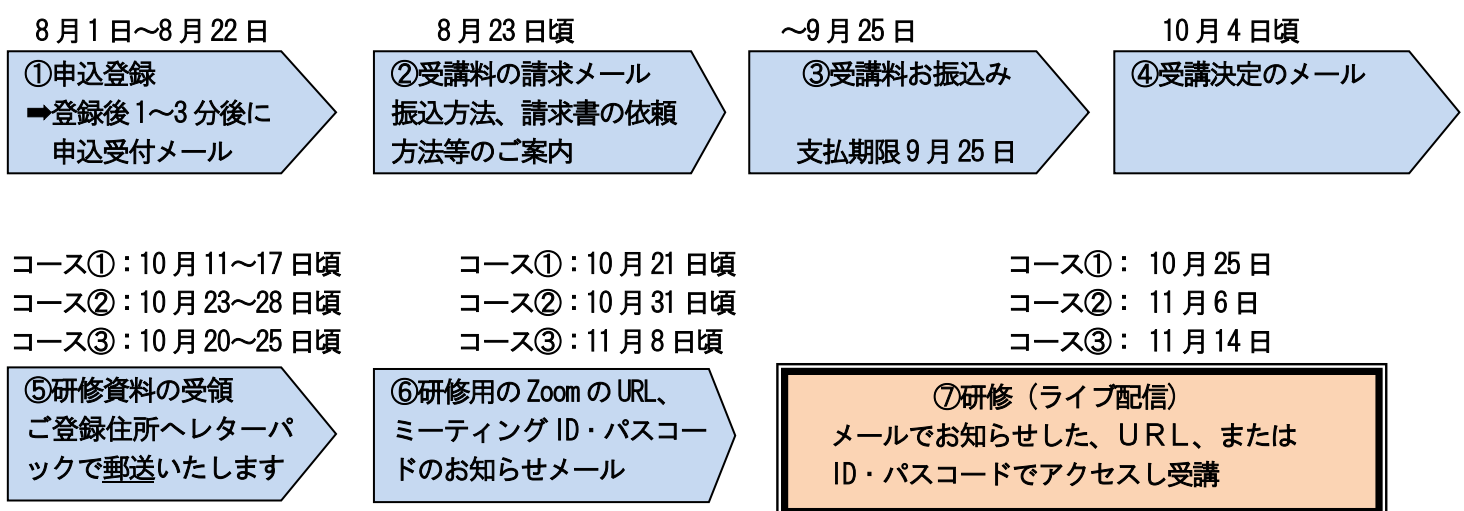 8月1日～8月22日
①申込登録
➡登録後1～3分後に
申込受付メール
8月23日頃
②受講料の請求メール
振込方法、請求書の依頼
方法等のご案内
～9月25日
③受講料お振込み
支払期限9月25日
10月4日頃
④受講決定のメール
コース①：10月11～17日頃
コース②：10月23～28日頃
コース③：10月20～25日頃
⑤研修資料の受領
ご登録住所へレターパ
ックで郵送いたします
コース①：10月21日頃
コース②：10月31日頃
コース③：11月8日頃
⑥研修用のZoomのURL、
ミーティングID・パスコー
ドのお知らせメール
コース①： 10月25日
コース②： 11月6日
コース③： 11月14日
⑦研修（ライブ配信）
メールでお知らせした、ＵＲＬ、または
ID・パスコードでアクセスし受講